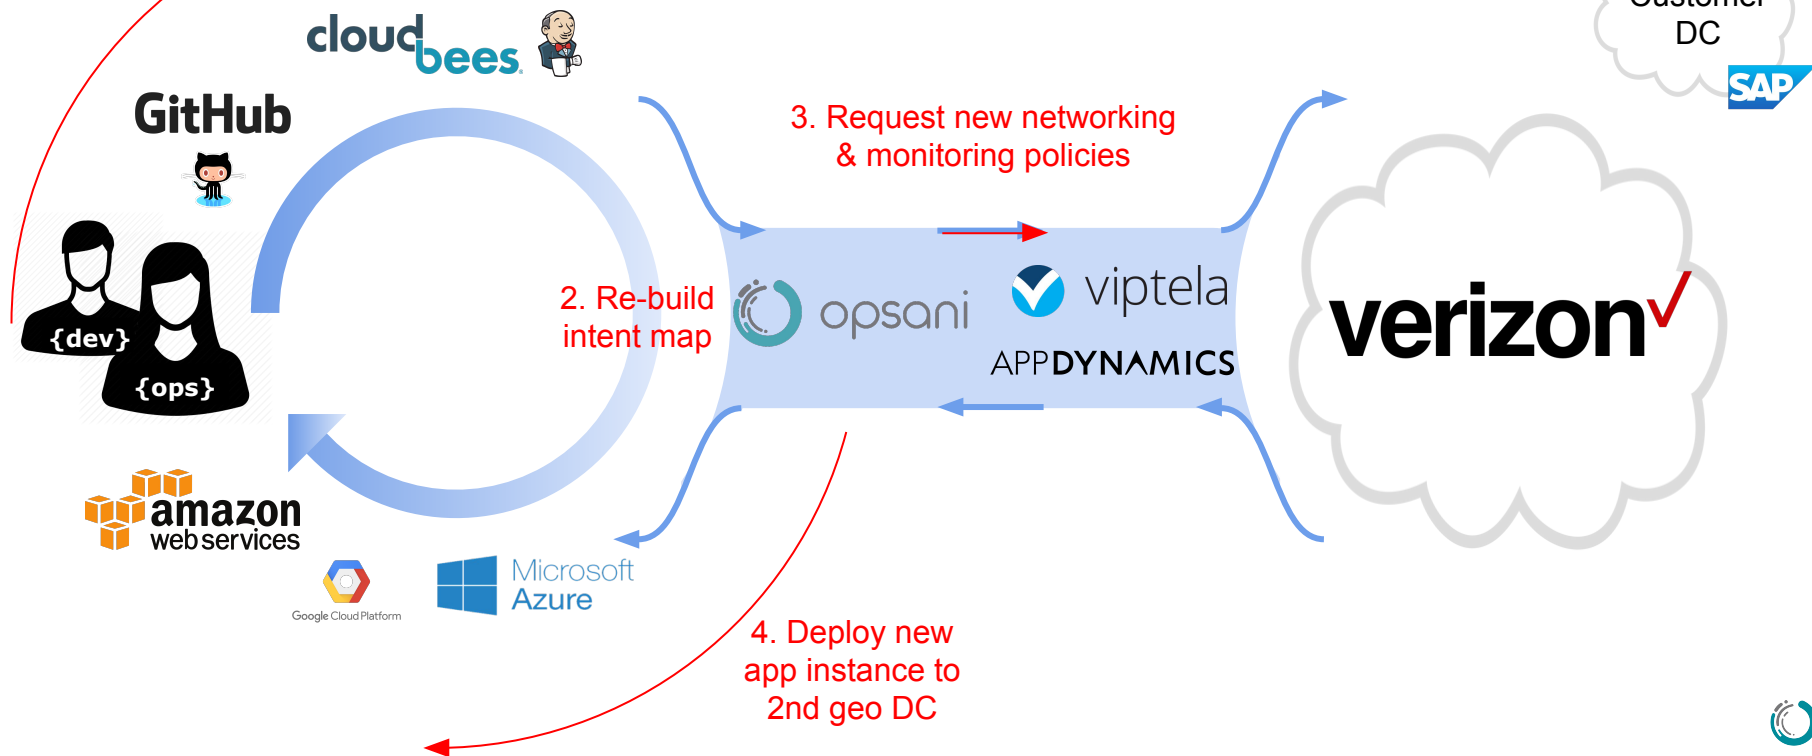 Customer
DC
SAP
cloudbees
GitHub
3. Request new networking
& monitoring policies
{dev}
{ops}
2. Re-build
intent map
opsani
viptela
APPDYNAMICS
verizon
amazon
web services
Google Cloud Platform
Microsoft
Azure
4. Deploy new
app instance to
2nd geo DC